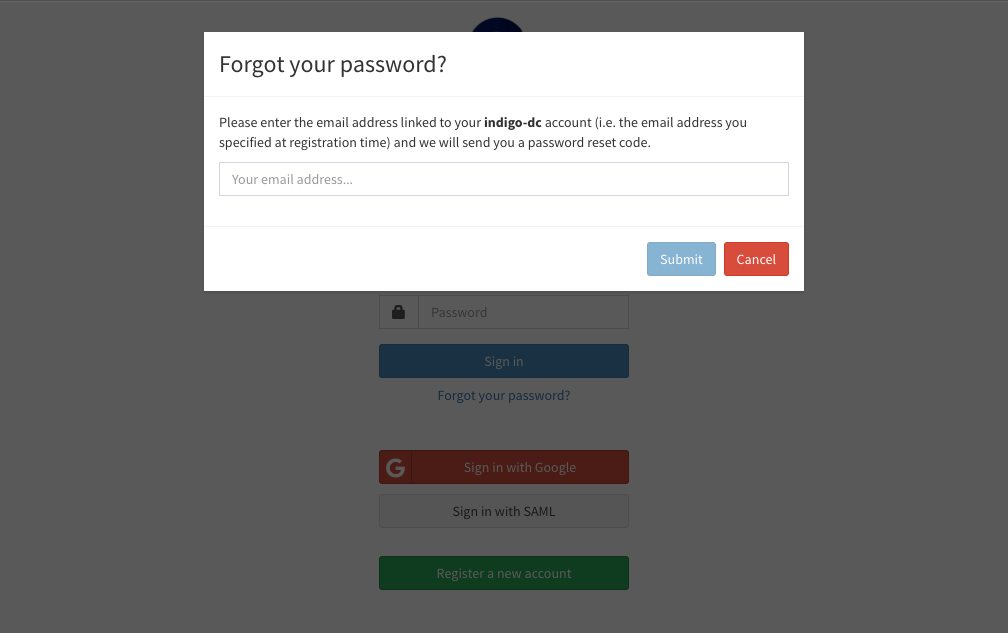 Forgot your password?
Please enter the email address linked to your indigo-dc account (i.e. the email address you
specified at registration time) and we will send you a password reset code.
Your email address...
Submit Cancel
Password
Sign in
Forgot your password?
Sign in with Google
Sign in with SAML
Register a new account